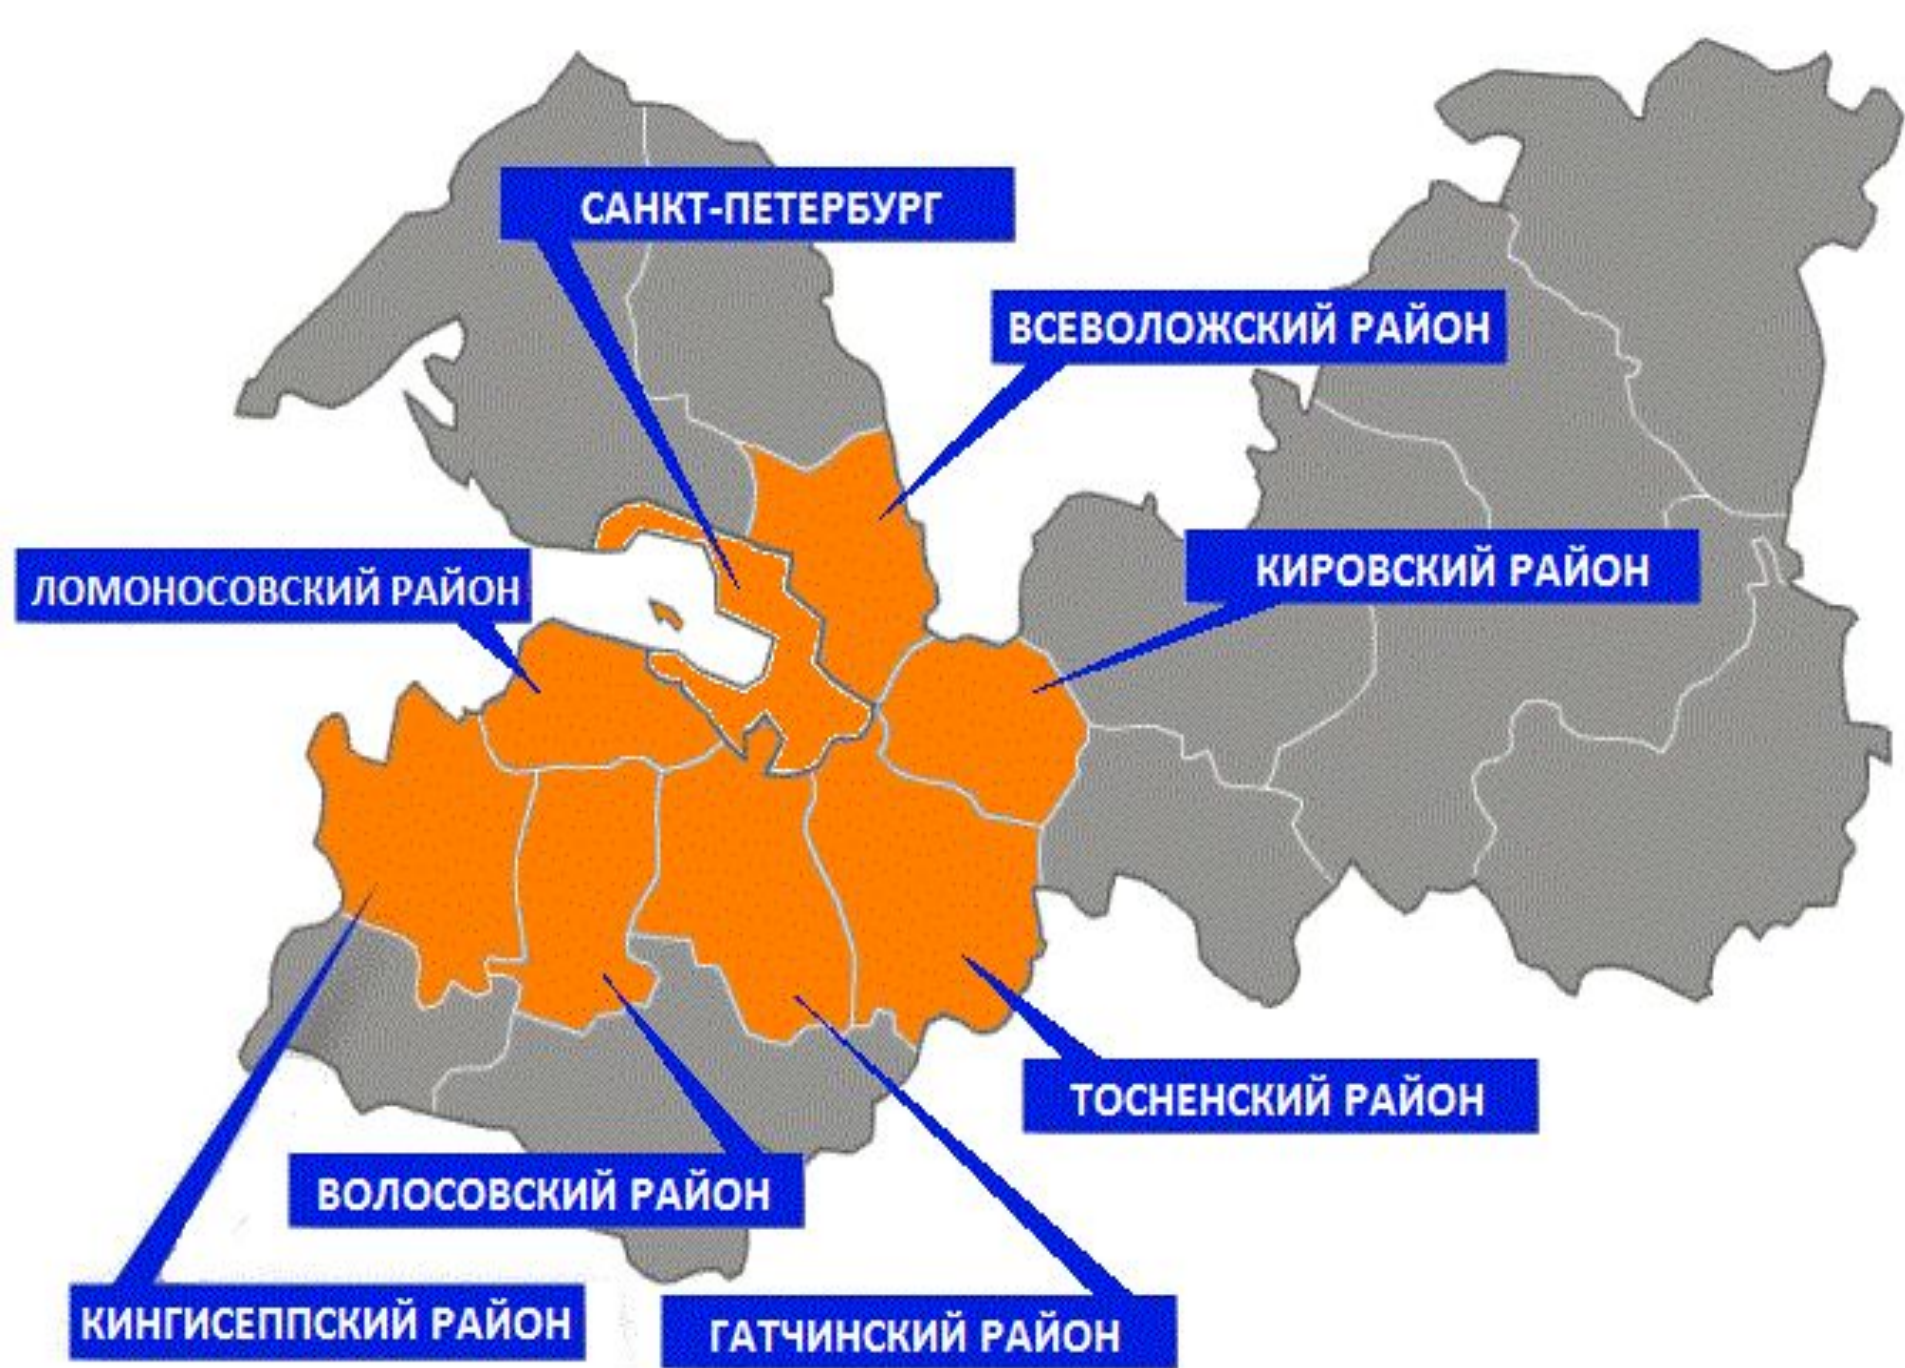 САНКТ-ПЕТЕРБУРГ
ВСЕВОЛОЖСКИЙ РАЙОН
КИРОВСКИЙ РАЙОН
ЛОМОНОСОВСКИЙ РАЙОН
ТОСНЕНСКИЙ РАЙОН
ВОЛОСОВСКИЙ РАЙОН
КИНГИСЕППСКИЙ РАЙОН
ГАТЧИНСКИЙ РАЙОН